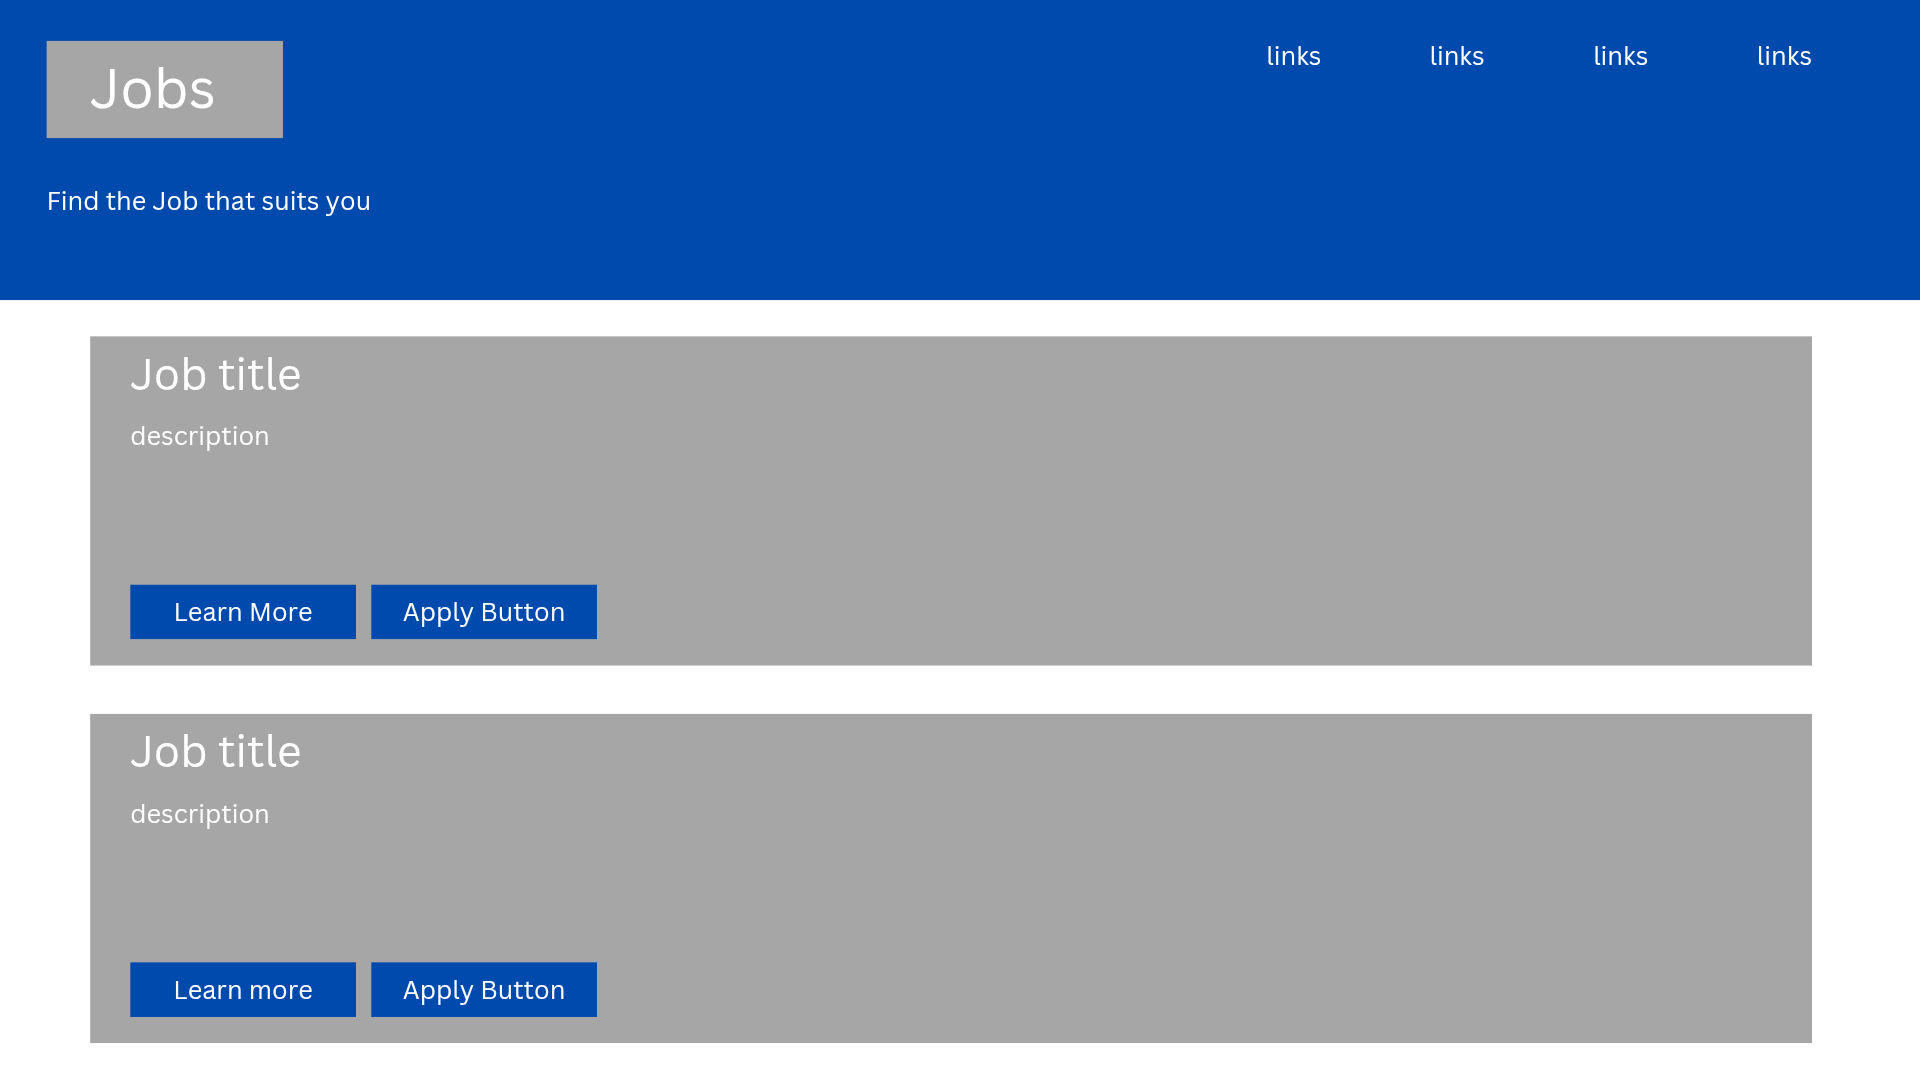 links links links links
Jobs
Find the Job that suits you
Job title
description
Learn More Apply Button
Job title
description
Learn more Apply Button